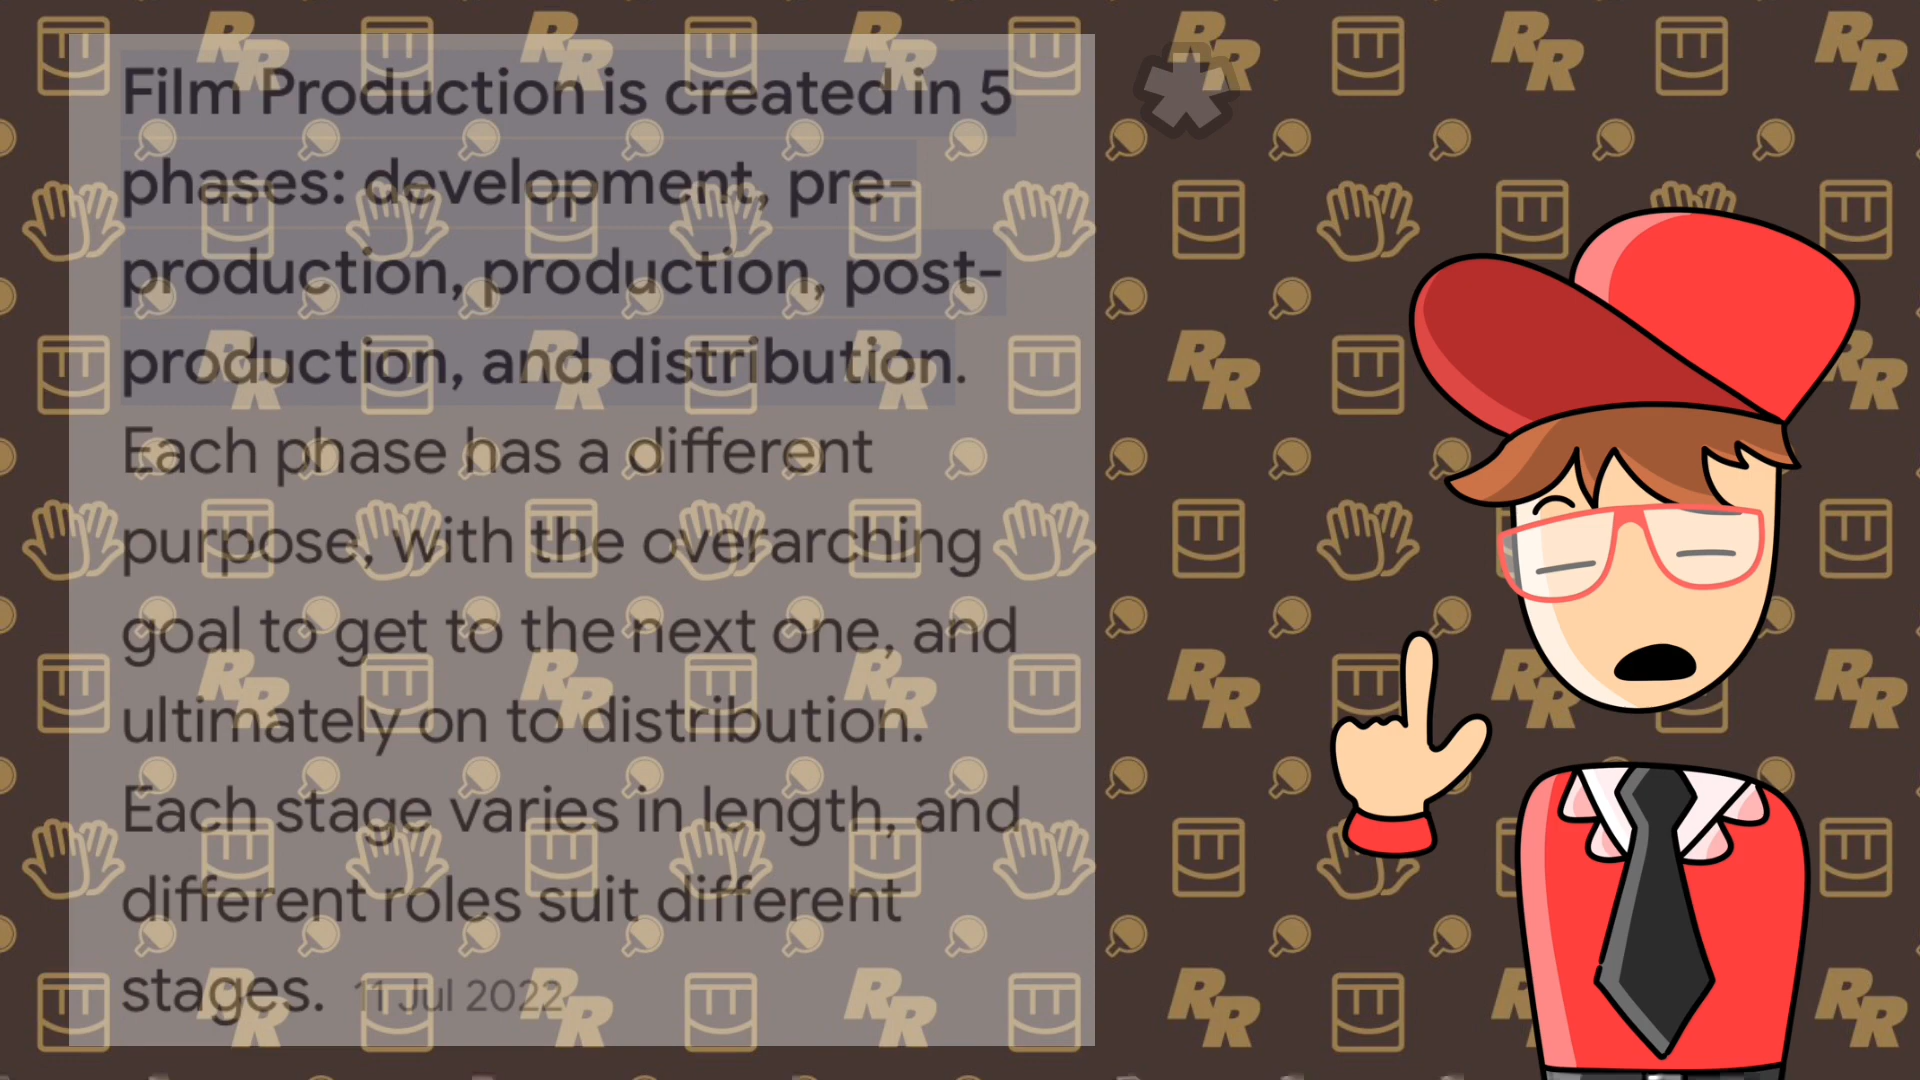 Film Production is created in 5
phases: development, pre-
production, production, post-
production, and distribution.
Each phase has a different
purpose, with the overarching
goal to get to the next one, and
ultimately on to distribution.
Each stage varies in length, and
different roles suit different
stages. 11 Jul 2022
RR